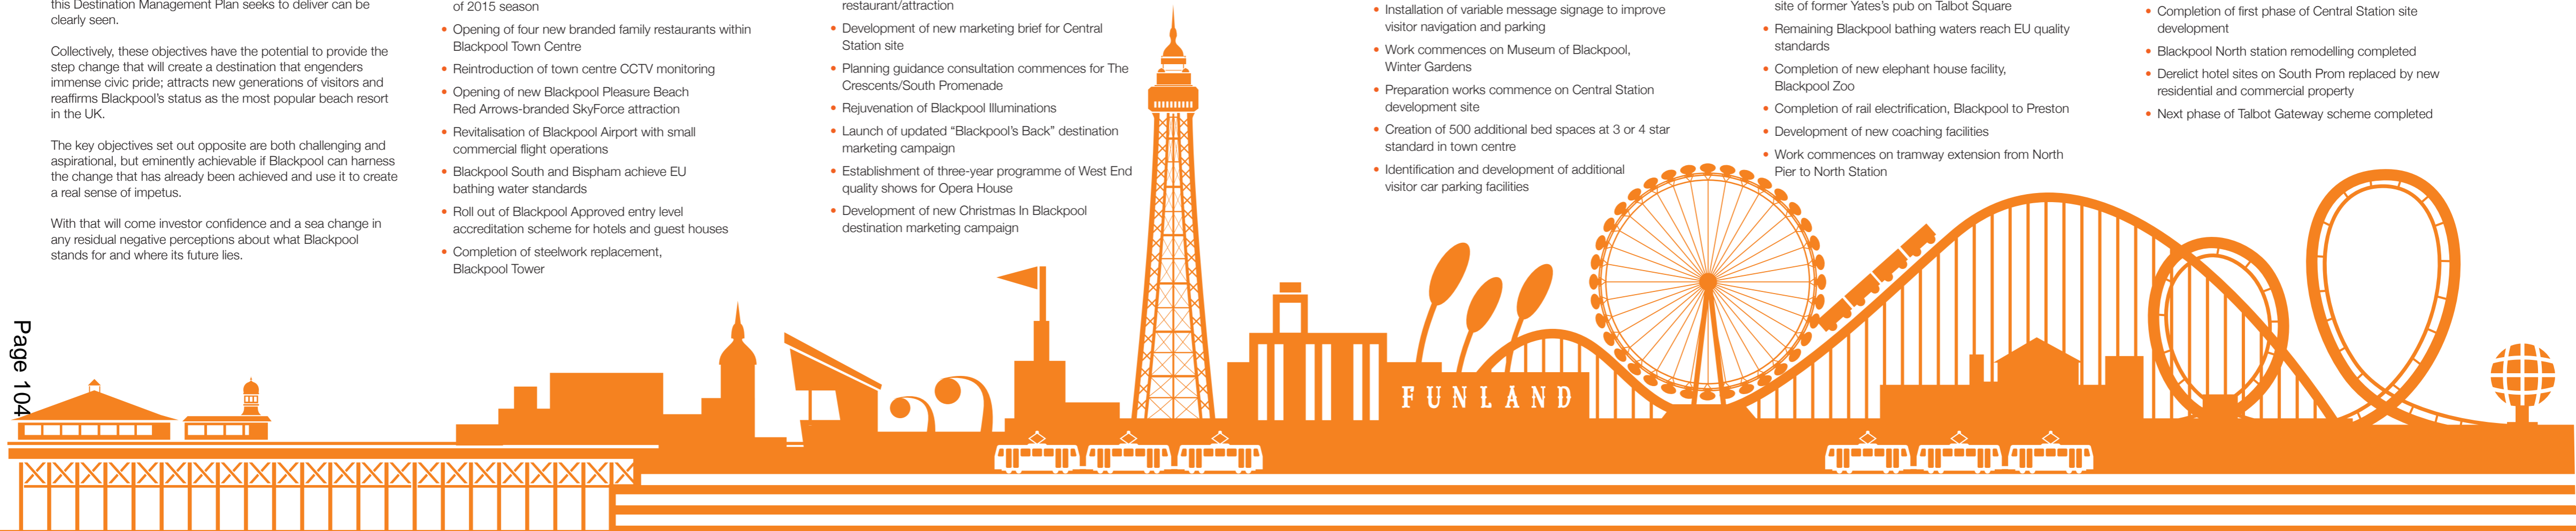 this Destination Management Plan seeks to deliver can be
clearly seen.
Collectively, these objectives have the potential to provide the
step change that will create a destination that engenders
immense civic pride; attracts new generations of visitors and
reaffirms Blackpool's status as the most popular beach resort
in the UK.
The key objectives set out opposite are both challenging and
aspirational, but eminently achievable if Blackpool can harness
the change that has already been achieved and use it to create
a real sense of impetus.
With that will come investor confidence and a sea change in
any residual negative perceptions about what Blackpool
stands for and where its future lies.
of 2015 season
• Opening of four new branded family restaurants within
Blackpool Town Centre
• Reintroduction of town centre CCTV monitoring
• Opening of new Blackpool Pleasure Beach
Red Arrows-branded SkyForce attraction
• Revitalisation of Blackpool Airport with small
commercial flight operations
• Blackpool South and Bispham achieve EU
bathing water standards
• Roll out of Blackpool Approved entry level
accreditation scheme for hotels and guest houses
• Completion of steelwork replacement,
Blackpool Tower
restaurant/attraction
• Development of new marketing brief for Central
Station site
• Planning guidance consultation commences for The
Crescents/South Promenade
• Rejuvenation of Blackpool Illuminations
• Launch of updated "Blackpool's Back" destination
marketing campaign
• Establishment of three-year programme of West End
quality shows for Opera House
• Development of new Christmas In Blackpool
destination marketing campaign
• Installation of variable message signage to improve
visitor navigation and parking
• Work commences on Museum of Blackpool,
Winter Gardens
• Preparation works commence on Central Station
development site
• Creation of 500 additional bed spaces at 3 or 4 star
standard in town centre
• Identification and development of additional
visitor car parking facilities
site of former Yates's pub on Talbot Square
• Remaining Blackpool bathing waters reach EU quality
standards
• Completion of new elephant house facility,
Blackpool Zoo
• Completion of rail electrification, Blackpool to Preston
• Development of new coaching facilities
• Work commences on tramway extension from North
Pier to North Station
• Completion of first phase of Central Station site
development
• Blackpool North station remodelling completed
• Derelict hotel sites on South Prom replaced by new
residential and commercial property
• Next phase of Talbot Gateway scheme completed
FUNLAND
Page 104